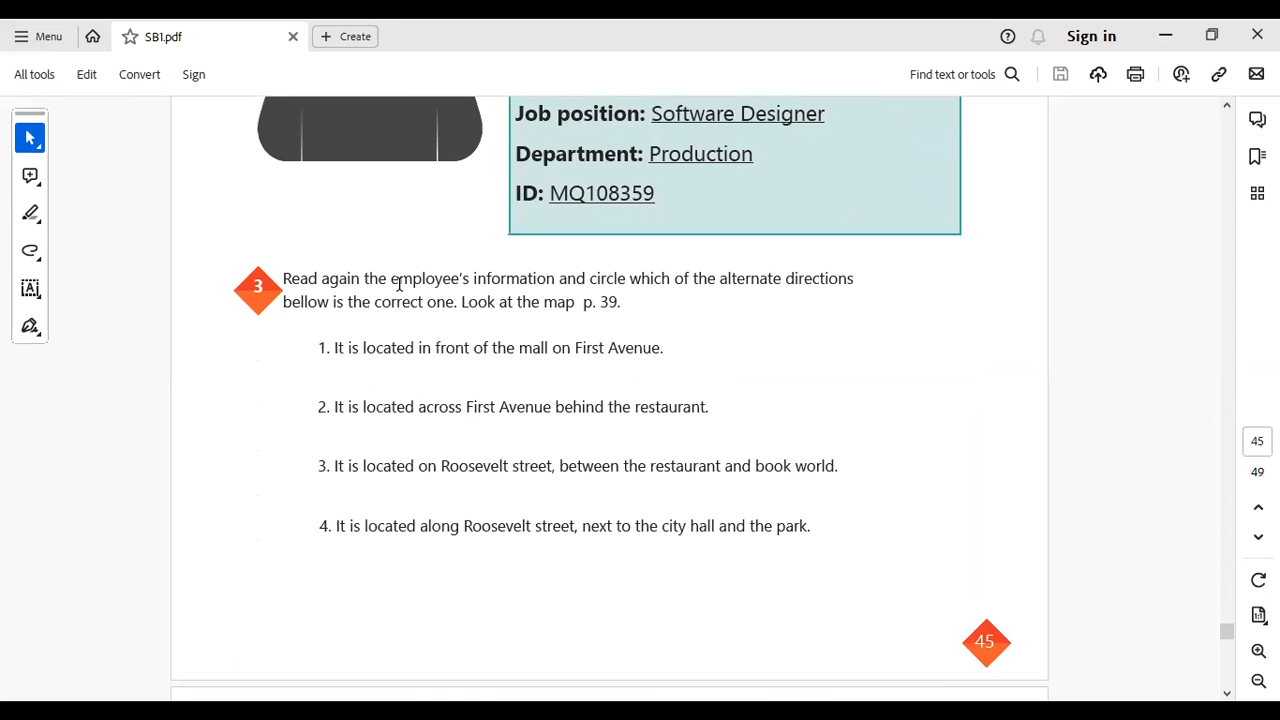 Menu
SB1.pdf
Create
Sign in
All tools
Edit
Convert
Sign
Find text or tools
Job position: Software Designer
Department: Production
ID: MQ108359
3
Read again the employee's information and circle which of the alternate directions
bellow is the correct one. Look at the map p. 39.
1. It is located in front of the mall on First Avenue.
2. It is located across First Avenue behind the restaurant.
3. It is located on Roosevelt street, between the restaurant and book world.
4. It is located along Roosevelt street, next to the city hall and the park.
45
45
49